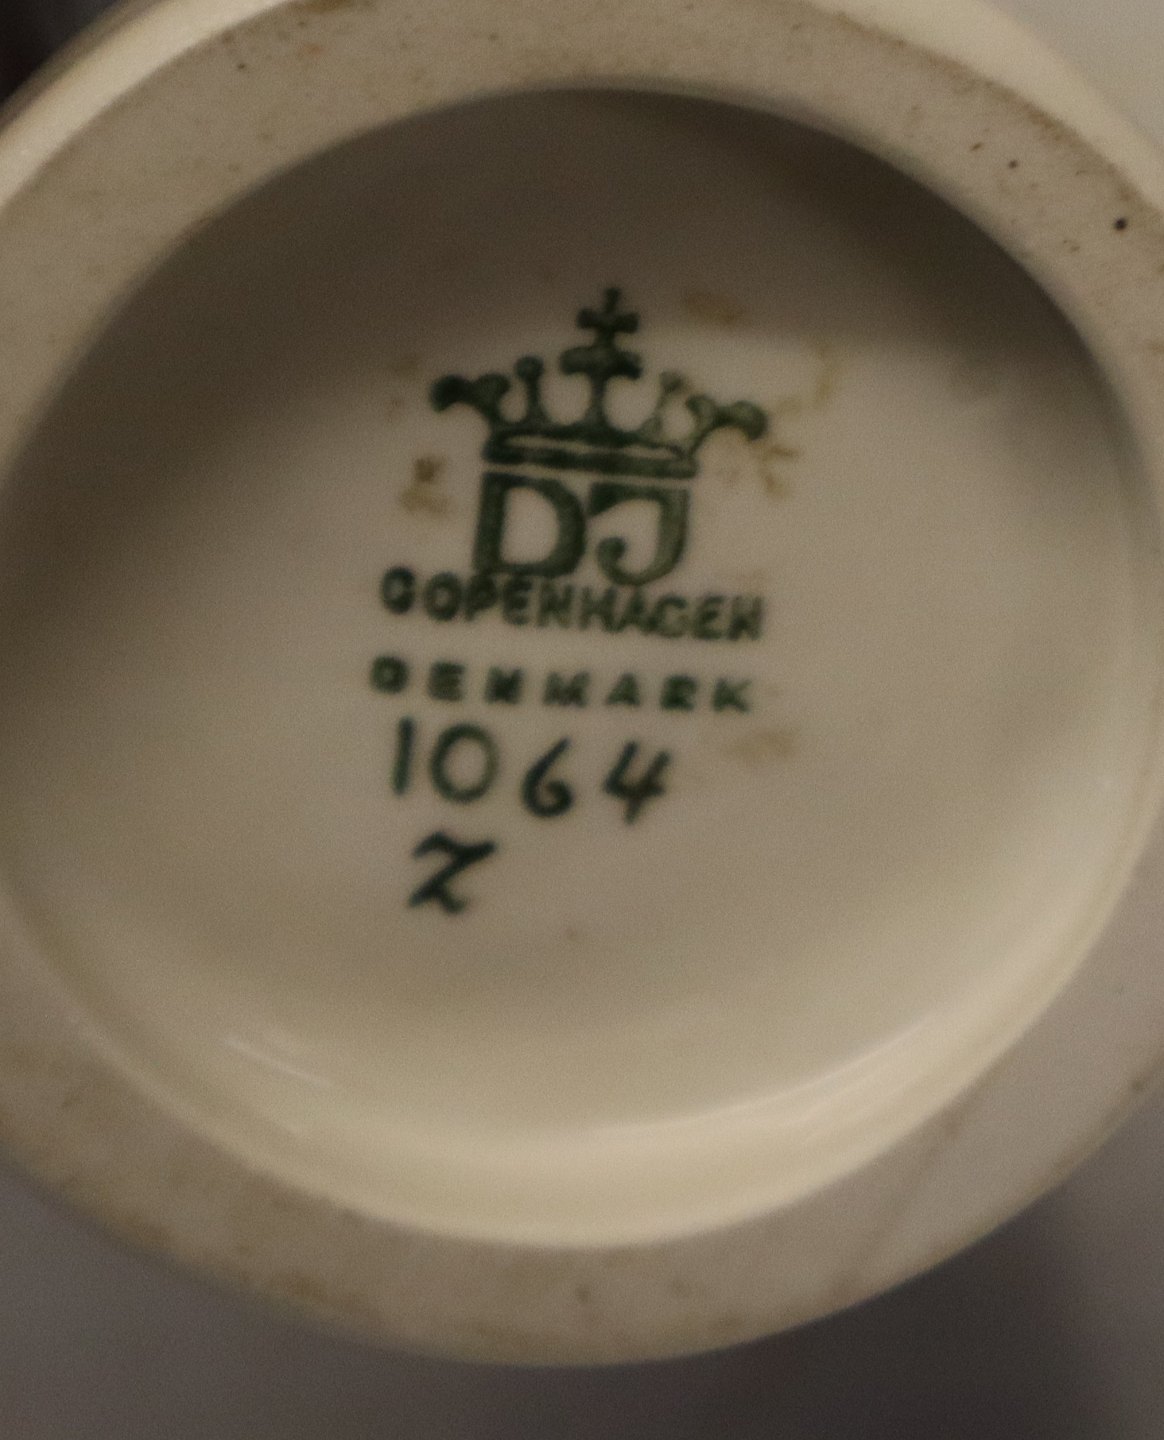 DJ
COPENHAGEN
DENMARK
1064
Z